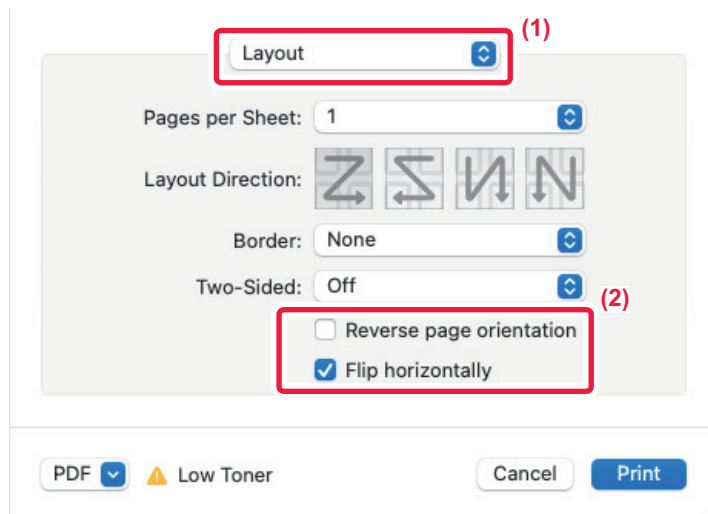 (1)
Layout
Pages per Sheet: 1
Layout Direction:
Border: None
Two-Sided: Off
(2)
Reverse page orientation
Flip horizontally
PDF Low Toner Cancel Print